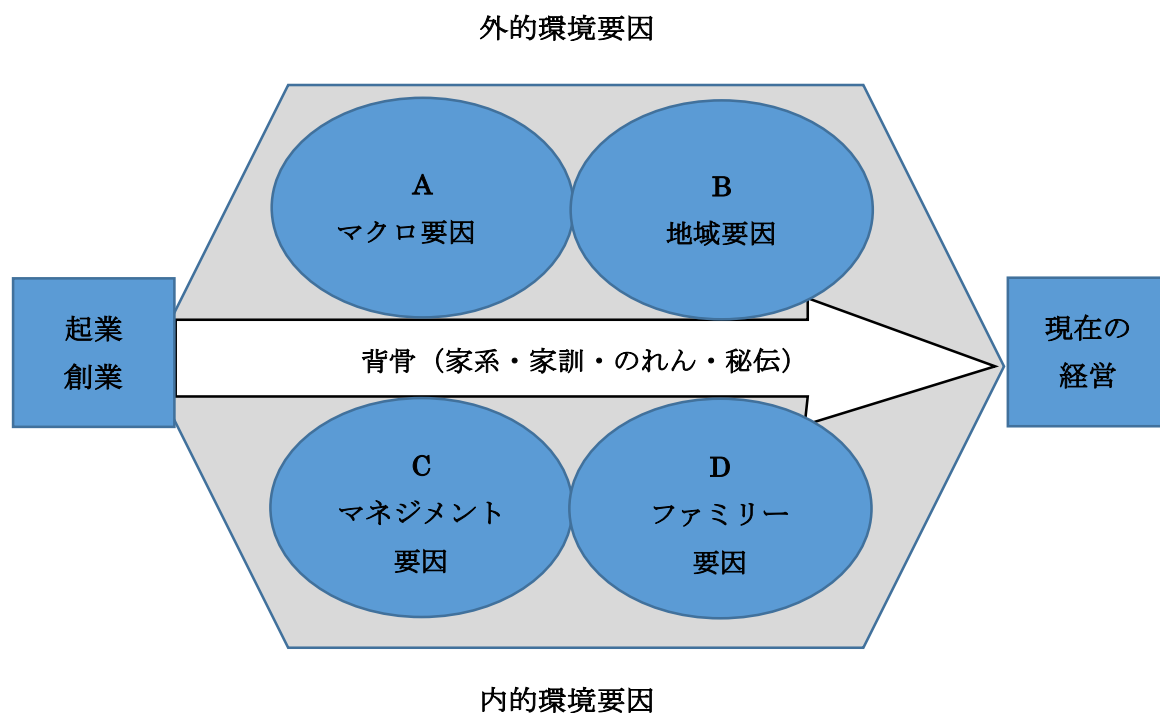 外的環境要因
A
マクロ要因
B
地域要因
起業
創業
背骨（家系・家訓・のれん・秘伝）
現在の
経営
C
マネジメント
要因
D
ファミリー
要因
内的環境要因